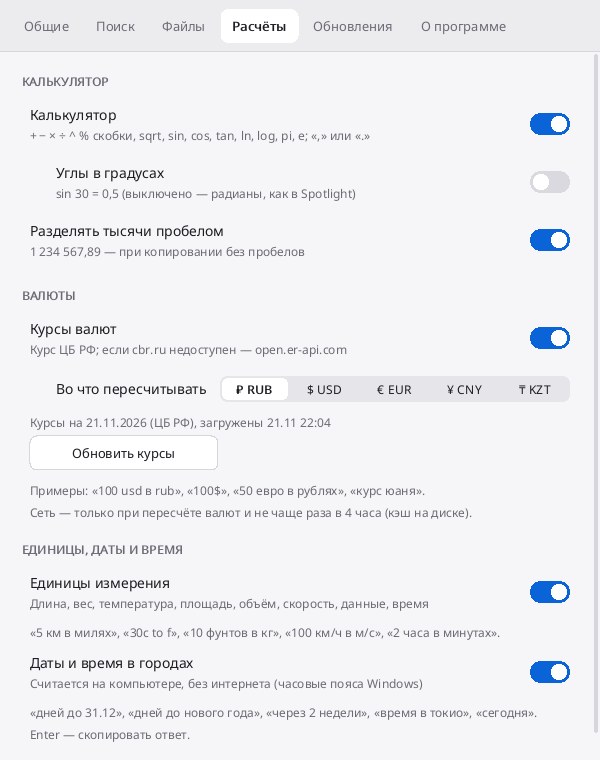 Общие Поиск Файлы Расчёты Обновления О программе
КАЛЬКУЛЯТОР
Калькулятор
+ − × ÷ ^ % скобки, sqrt, sin, cos, tan, ln, log, pi, e; «,» или «.»
Углы в градусах
sin 30 = 0,5 (выключено — радианы, как в Spotlight)
Разделять тысячи пробелом
1 234 567,89 — при копировании без пробелов
ВАЛЮТЫ
Курсы валют
Курс ЦБ РФ; если cbr.ru недоступен — open.er-api.com
Во что пересчитывать ₽ RUB $ USD € EUR ¥ CNY ₸ KZT
Курсы на 21.11.2026 (ЦБ РФ), загружены 21.11 22:04
Обновить курсы
Примеры: «100 usd в rub», «100$», «50 евро в рублях», «курс юаня».
Сеть — только при пересчёте валют и не чаще раза в 4 часа (кэш на диске).
ЕДИНИЦЫ, ДАТЫ И ВРЕМЯ
Единицы измерения
Длина, вес, температура, площадь, объём, скорость, данные, время
«5 км в милях», «30c to f», «10 фунтов в кг», «100 км/ч в м/с», «2 часа в минутах».
Даты и время в городах
Считается на компьютере, без интернета (часовые пояса Windows)
«дней до 31.12», «дней до нового года», «через 2 недели», «время в токио», «сегодня».
Enter — скопировать ответ.